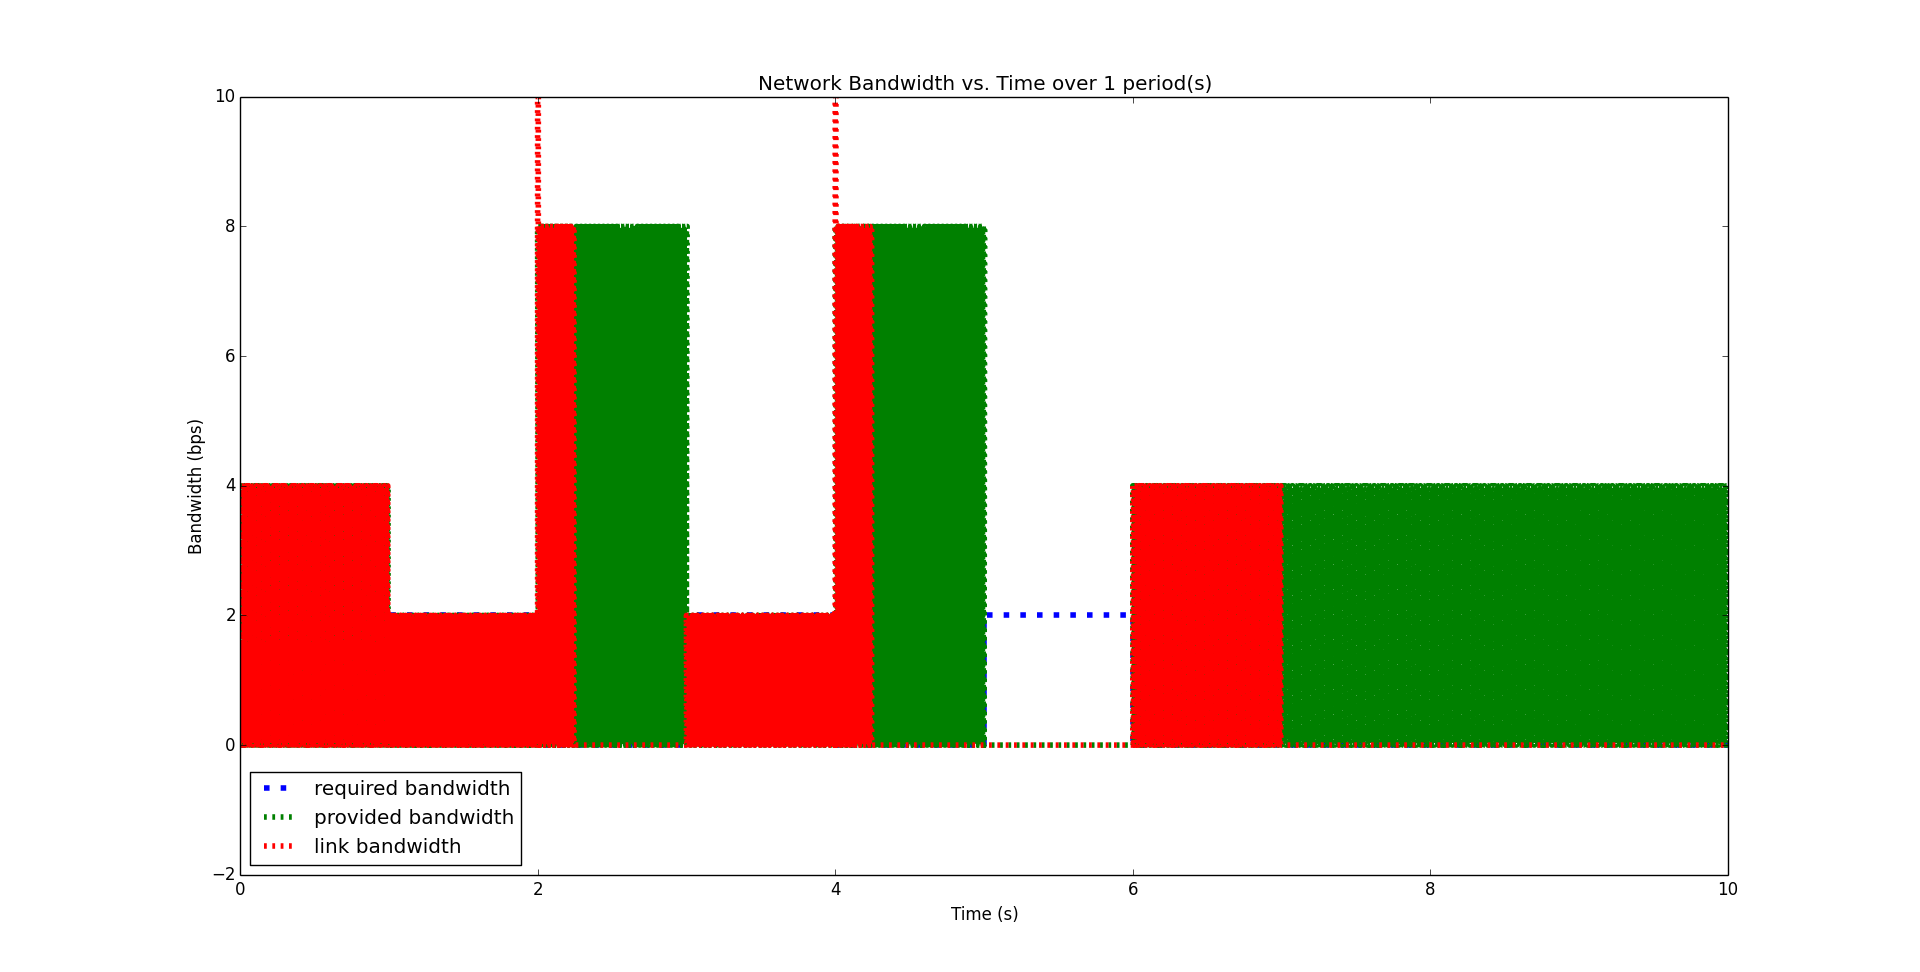 Network Bandwidth vs. Time over 1 period(s)
10
8
6
4
2
0
−2
Bandwidth (bps)
required bandwidth
provided bandwidth
link bandwidth
0 2 4 6 8 10
Time (s)